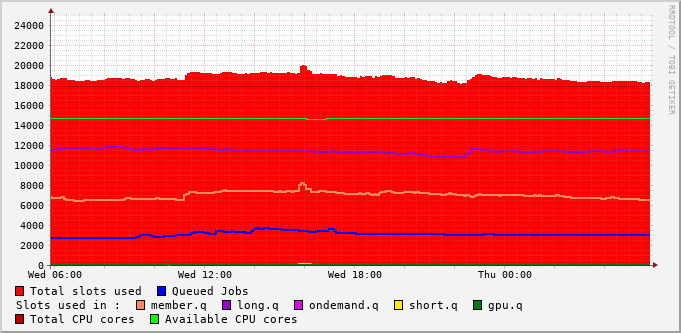 RRDTOOL / TOBI OETIKER
24000
22000
20000
18000
16000
14000
12000
10000
8000
6000
4000
2000
0
Wed 06:00 Wed 12:00 Wed 18:00 Thu 00:00
Total slots used Queued Jobs
Slots used in : member.q long.q ondemand.q short.q gpu.q
Total CPU cores Available CPU cores